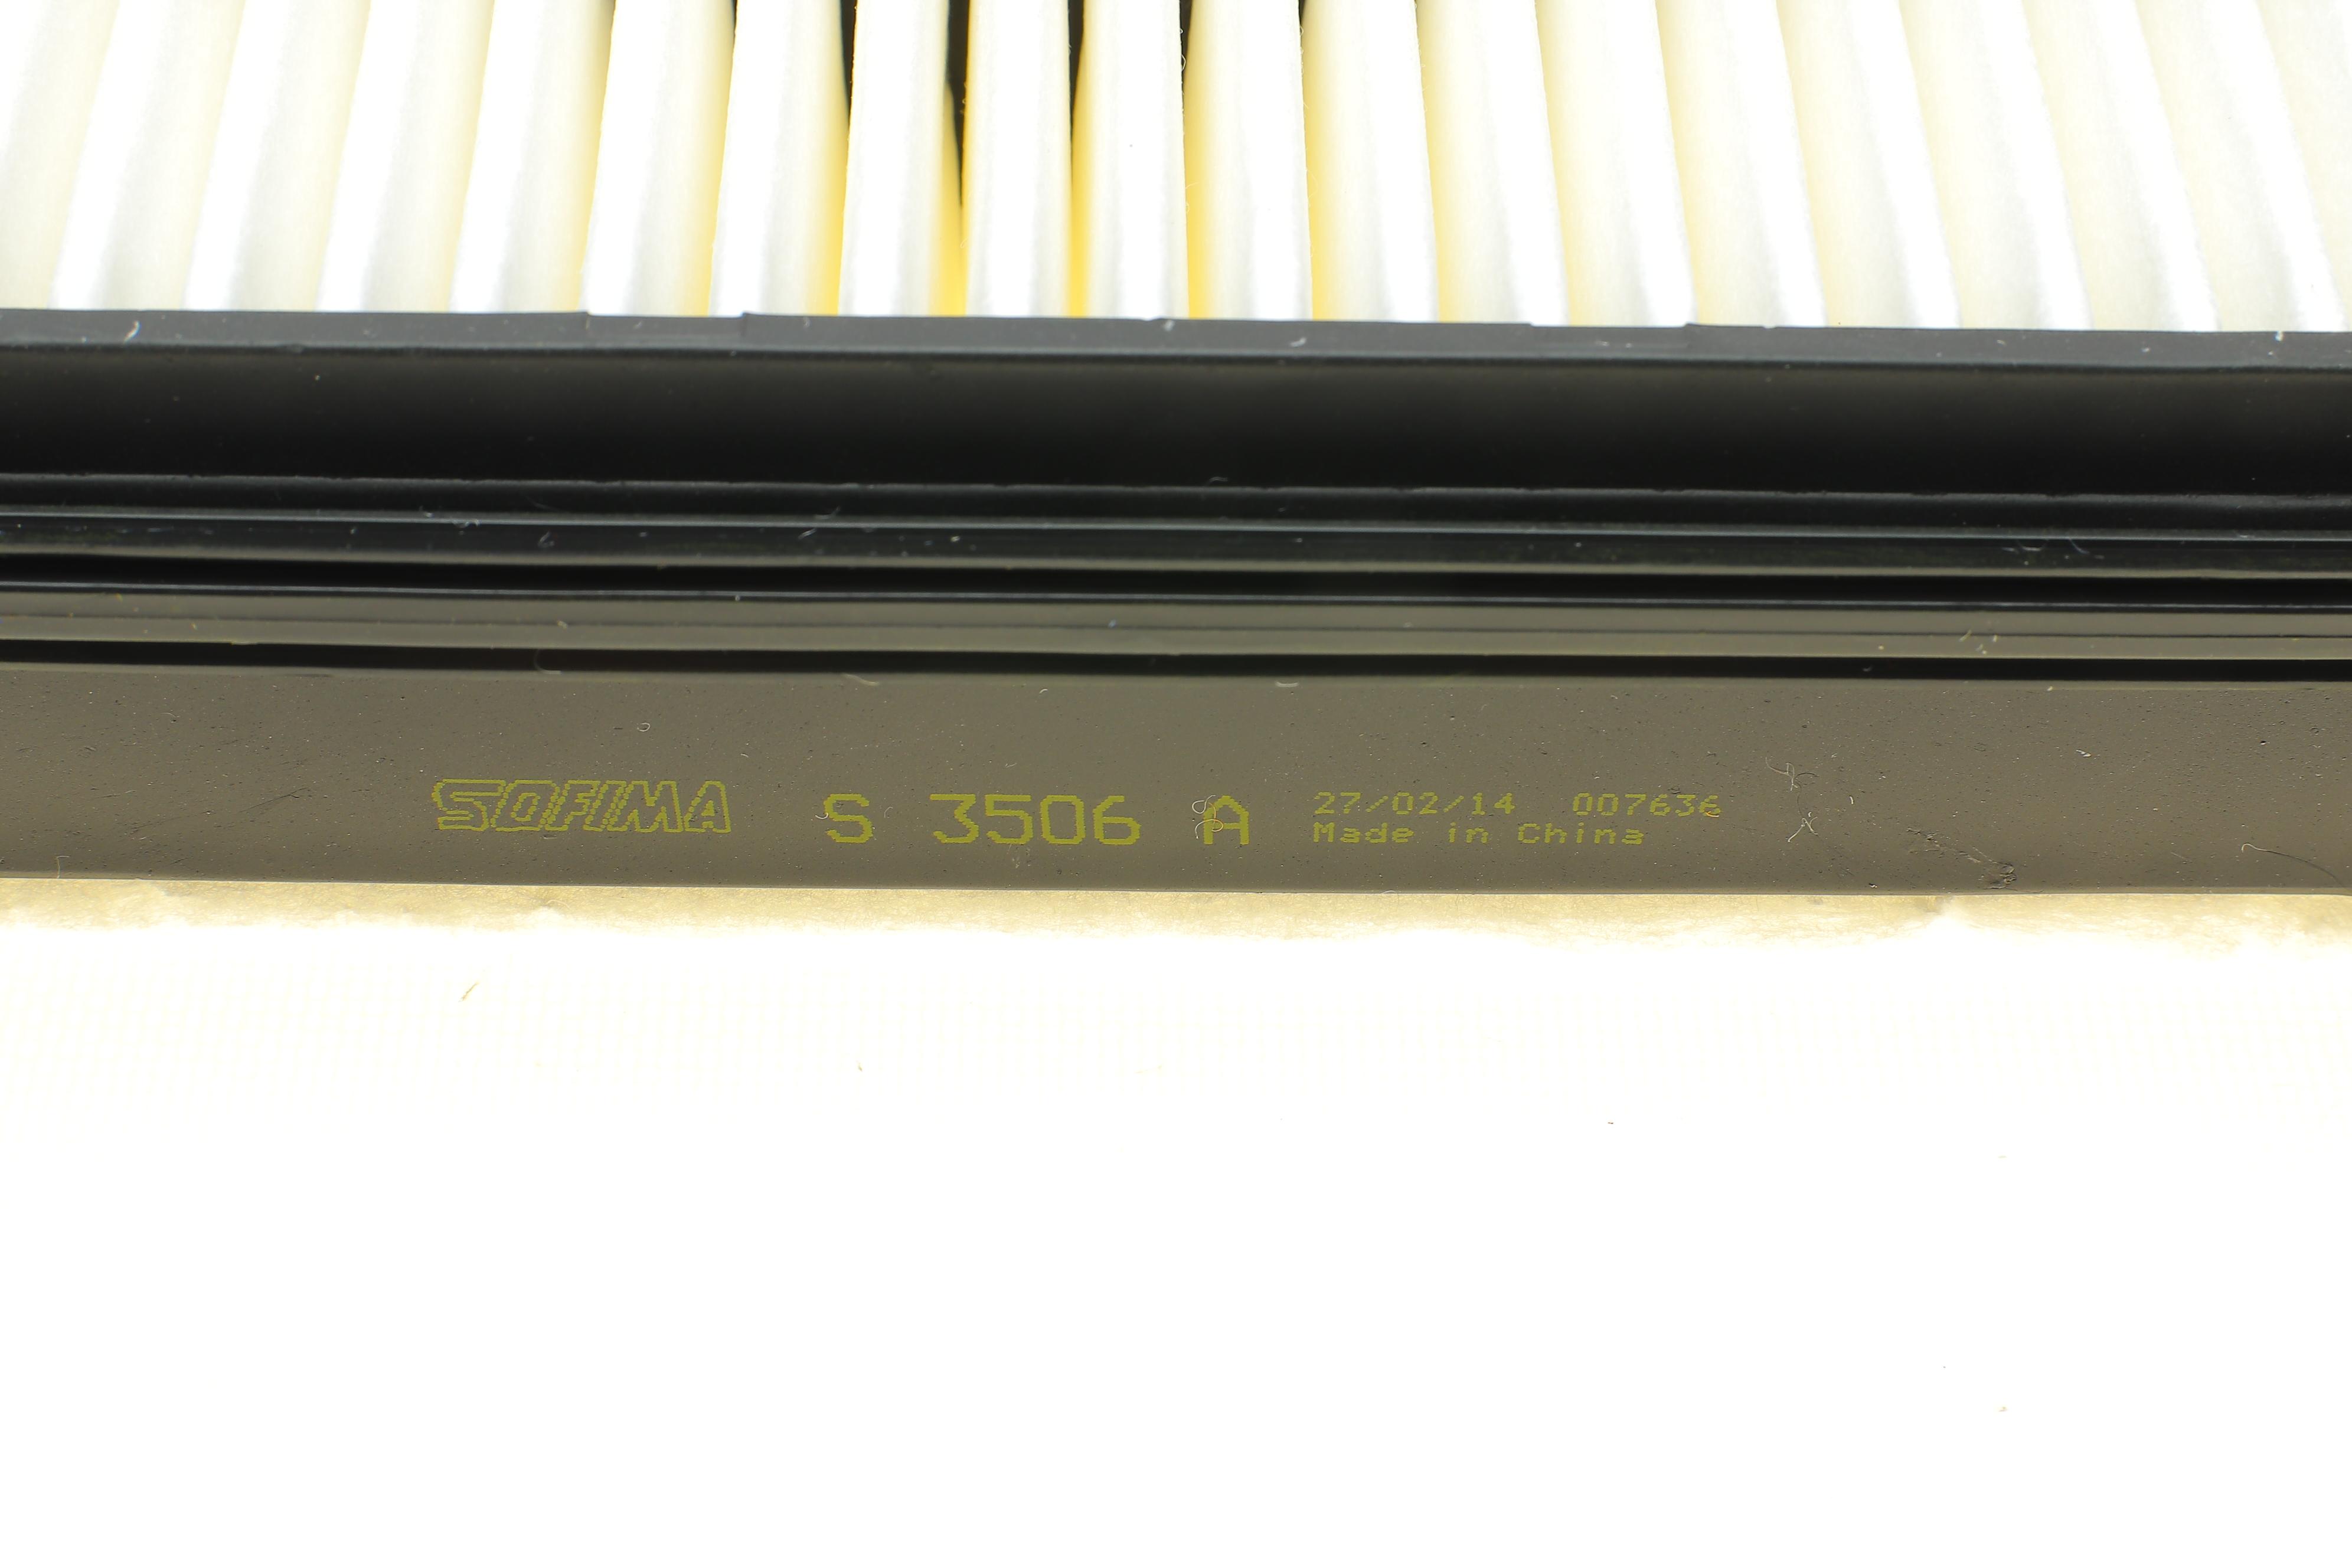 SOFIMA S 3506 A 27/02/14 007636
Made in China